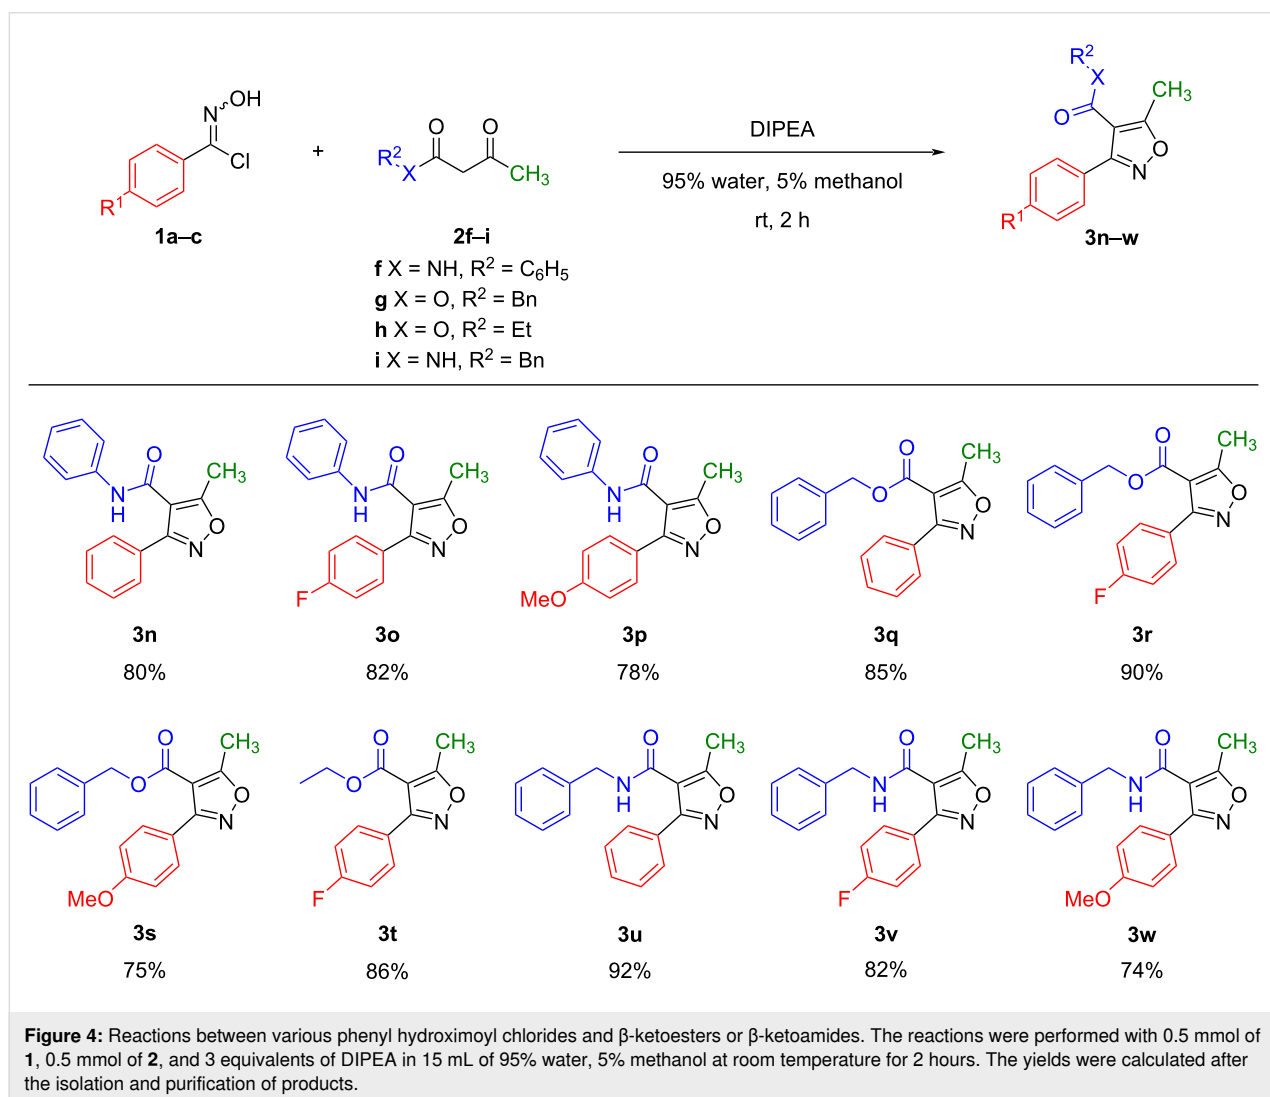 N OH
Cl
R1
1a–c
+
O O
R2 X CH3
2f–i
f X = NH, R2 = C6H5
g X = O, R2 = Bn
h X = O, R2 = Et
i X = NH, R2 = Bn
DIPEA
95% water, 5% methanol
rt, 2 h
R2
X
O
CH3
O
N
R1
3n–w
O
CH3
N
H
O
N
3n
80%
O
CH3
N
H
O
N
F
3o
82%
O
CH3
N
H
O
N
MeO
3p
78%
O
CH3
O
O
N
3q
85%
O
CH3
O
O
N
F
3r
90%
O
CH3
O
O
N
MeO
3s
75%
O
CH3
O
O
N
F
3t
86%
O
CH3
N
H
O
N
3u
92%
O
CH3
N
H
O
N
F
3v
82%
O
CH3
N
H
O
N
MeO
3w
74%
Figure 4: Reactions between various phenyl hydroximoyl chlorides and β-ketoesters or β-ketoamides. The reactions were performed with 0.5 mmol of
1, 0.5 mmol of 2, and 3 equivalents of DIPEA in 15 mL of 95% water, 5% methanol at room temperature for 2 hours. The yields were calculated after
the isolation and purification of products.